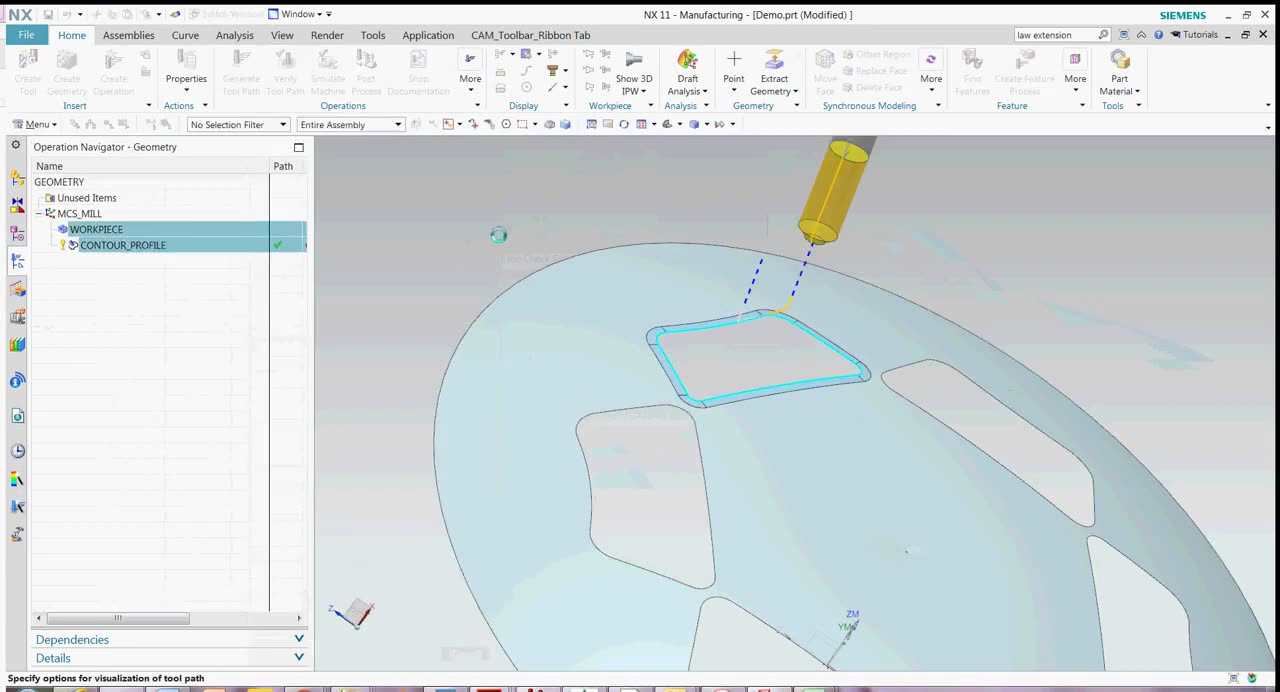 NX Switch Window Window NX 11 - Manufacturing - [Demo.prt (Modified) ] SIEMENS
File Home Assemblies Curve Analysis View Render Tools Application CAM_Toolbar_Ribbon Tab law extension Tutorials
Create Tool Create Geometry Create Operation Properties Generate Tool Path Verify Tool Path Simulate Machine Post Process Shop Documentation More Show 3D IPW Draft Analysis Point Extract Geometry Move Face Offset Region Replace Face Delete Face More Find Features Create Feature Process More Part Material
Insert Actions Operations Display Workpiece Analysis Geometry Synchronous Modeling Feature Tools
Menu No Selection Filter Entire Assembly
Operation Navigator - Geometry
Name Path
GEOMETRY
Unused Items
MCS_MILL
WORKPIECE
CONTOUR_PROFILE
Z X
ZM
YM
Dependencies
Details
Specify options for visualization of tool path